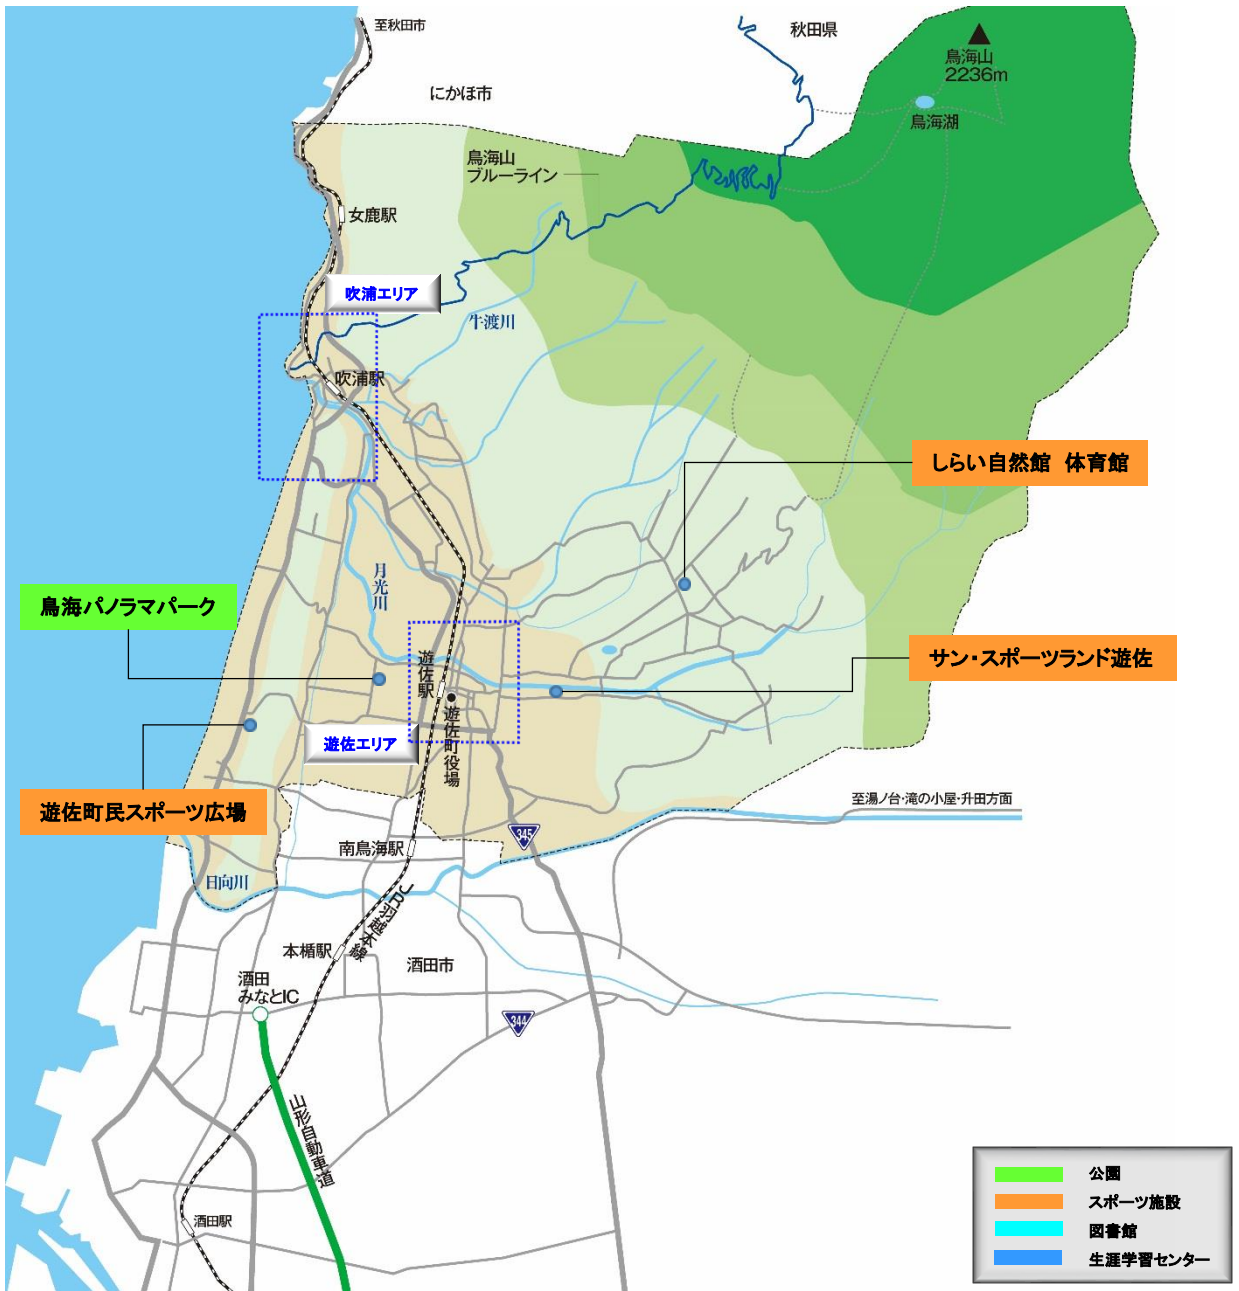 至秋田市
秋田県
鳥海山
2236m
にかほ市
鳥海湖
鳥海山
ブルーライン
女鹿駅
吹浦エリア
牛渡川
吹浦駅
しらい自然館 体育館
月光川
鳥海パノラマパーク
サン・スポーツランド遊佐
遊佐駅
遊佐町役場
遊佐エリア
遊佐町民スポーツ広場
至湯ノ台・滝の小屋・升田方面
345
南鳥海駅
日向川
JR羽越本線
本楯駅
酒田市
酒田
みなとIC
344
山形自動車道
酒田駅
公園
スポーツ施設
図書館
生涯学習センター